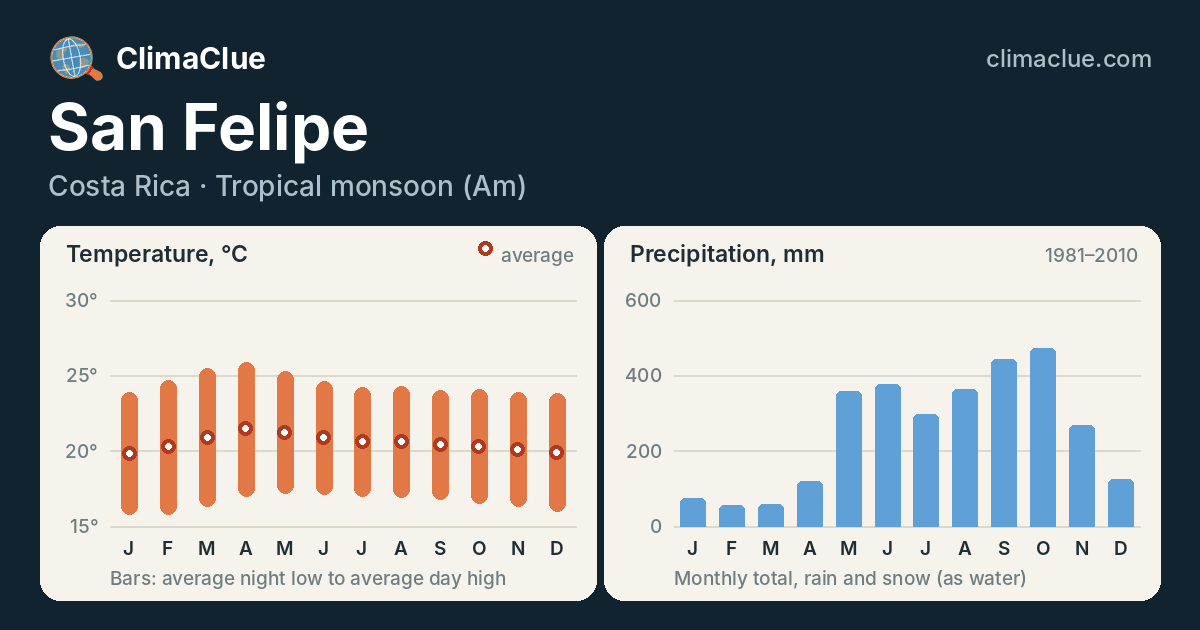 ClimaClue
climaclue.com
San Felipe
Costa Rica · Tropical monsoon (Am)
Temperature, °C
average
30°
25°
20°
15°
J F M A M J J A S O N D
Bars: average night low to average day high
Precipitation, mm
1981–2010
600
400
200
0
J F M A M J J A S O N D
Monthly total, rain and snow (as water)